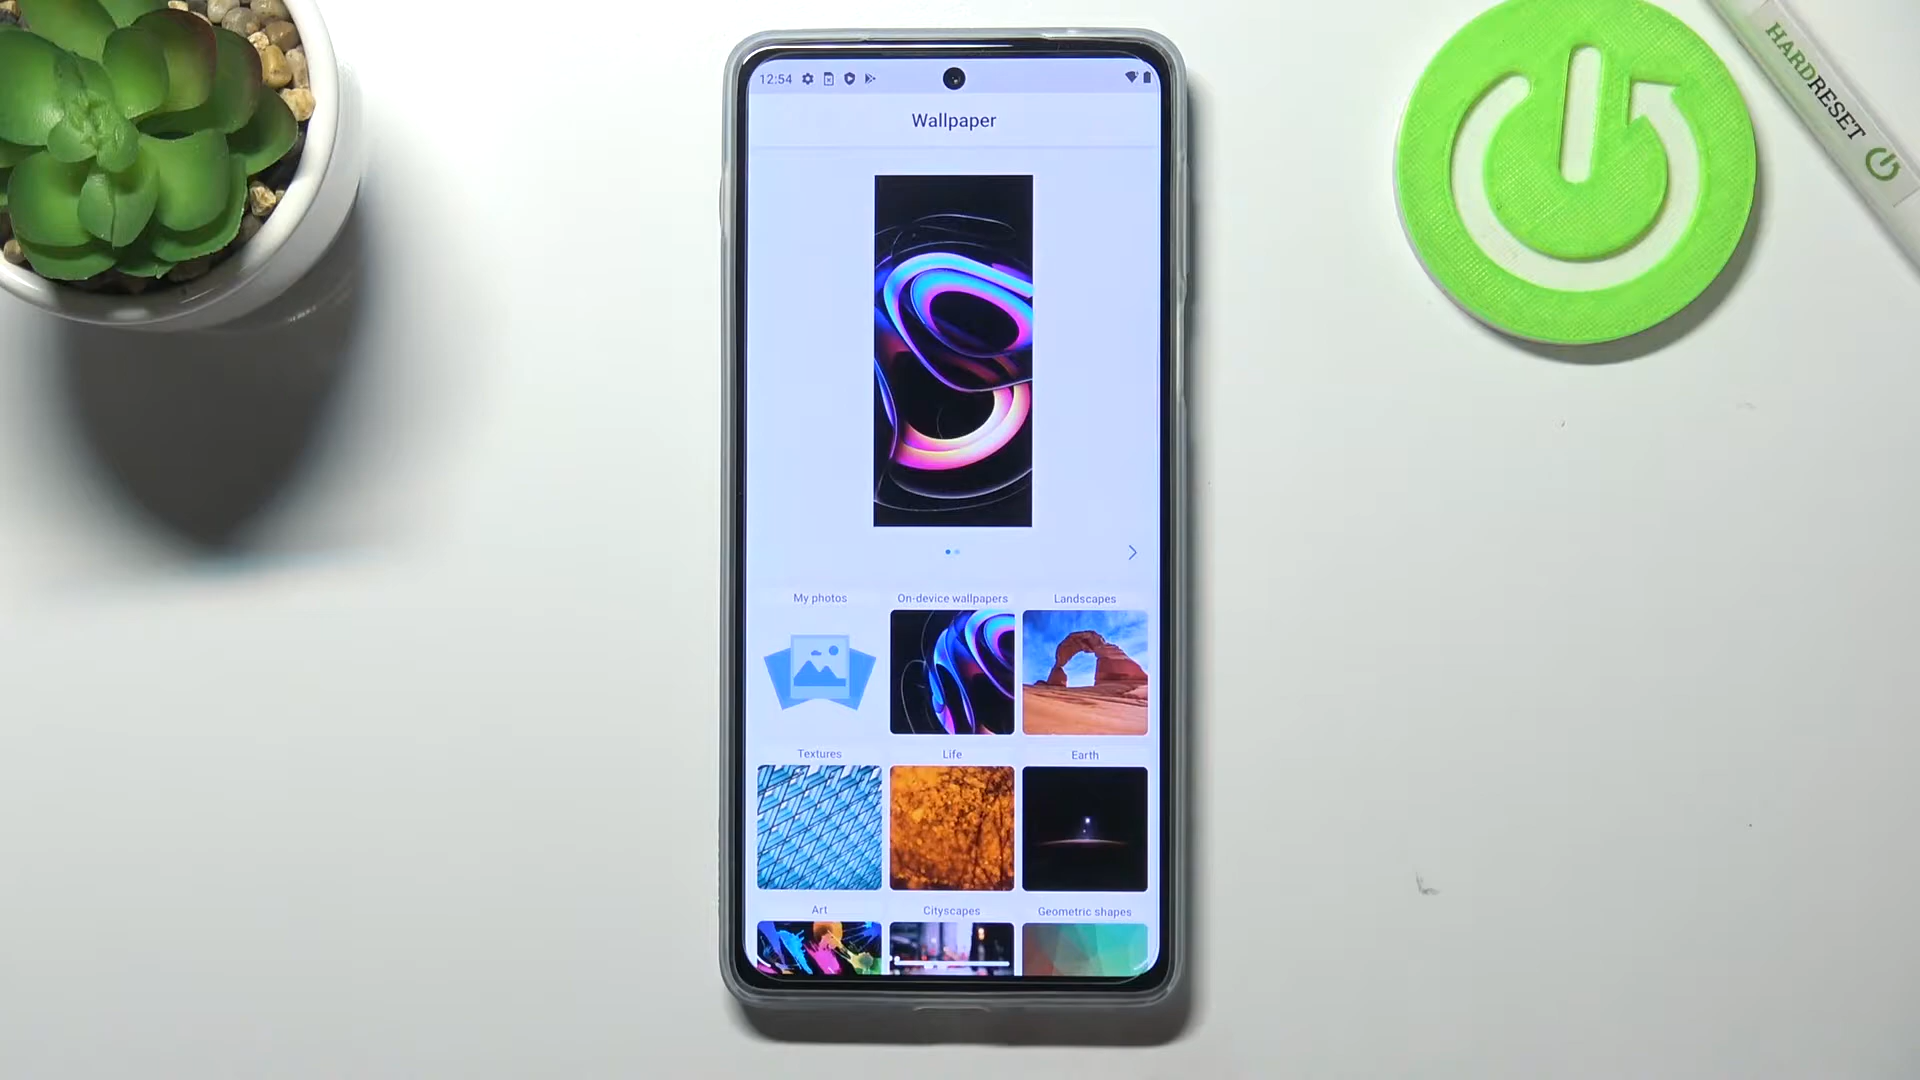 12:54
Wallpaper
My photos
On-device wallpapers
Landscapes
Textures
Life
Earth
Art
Cityscapes
Geometric shapes
HARDRESET